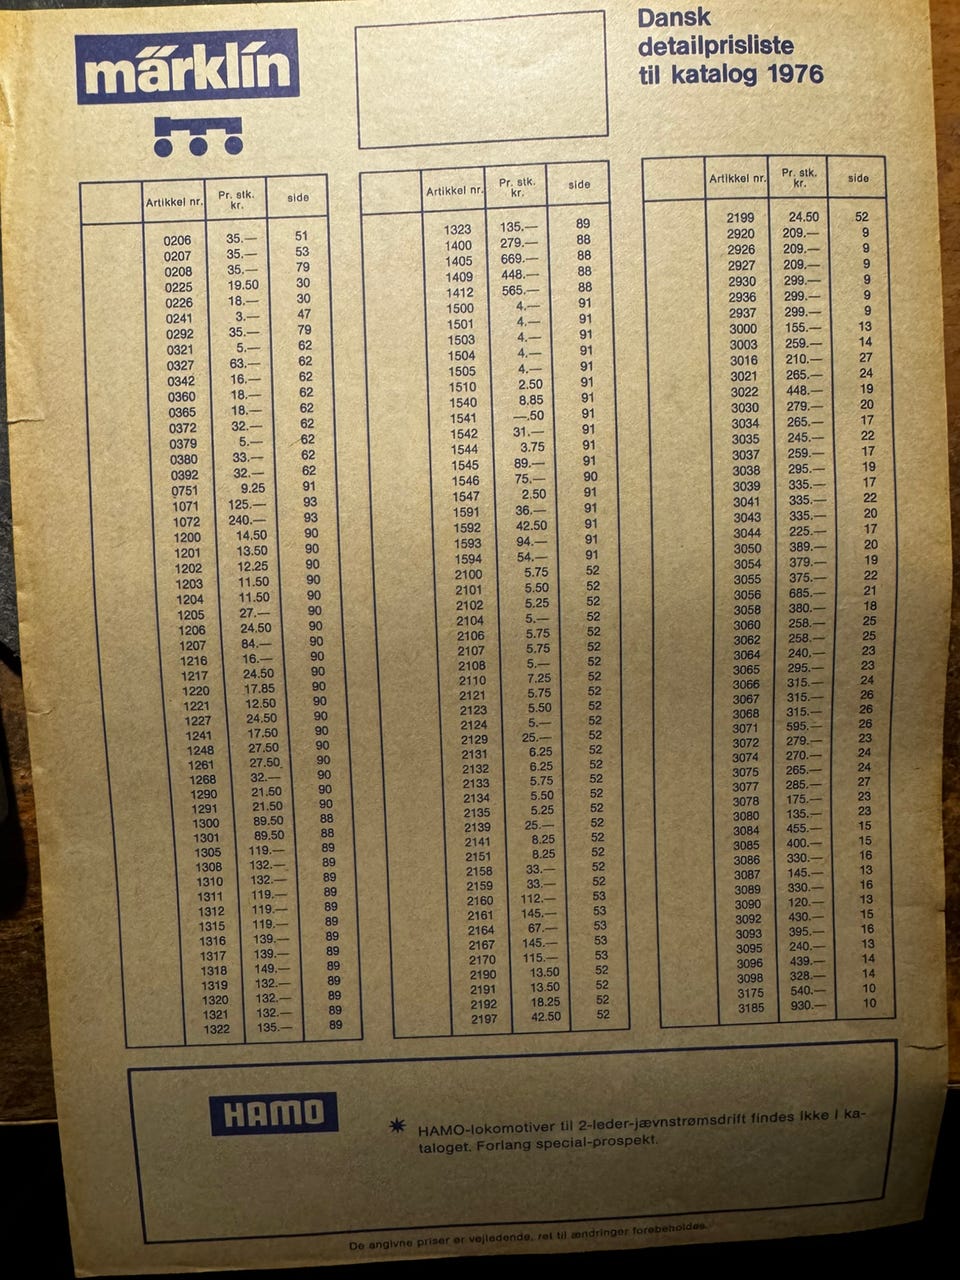 märklin
Dansk
detailprisliste
til katalog 1976
Artikkel nr. Pr. stk. kr. side
0206 35.— 51
0207 35.— 53
0208 35.— 79
0225 19.50 30
0226 18.— 30
0241 3.— 47
0292 35.— 79
0321 5.— 62
0327 63.— 62
0342 16.— 62
0360 18.— 62
0365 18.— 62
0372 32.— 62
0379 5.— 62
0380 33.— 62
0392 32.— 62
0751 9.25 91
1071 125.— 93
1072 240.— 93
1200 14.50 90
1201 13.50 90
1202 12.25 90
1203 11.50 90
1204 11.50 90
1205 27.— 90
1206 24.50 90
1207 84.— 90
1216 16.— 90
1217 24.50 90
1220 17.85 90
1221 12.50 90
1227 24.50 90
1241 17.50 90
1248 27.50 90
1261 27.50 90
1268 32.— 90
1290 21.50 90
1291 21.50 90
1300 89.50 88
1301 89.50 88
1305 119.— 89
1308 132.— 89
1310 132.— 89
1311 119.— 89
1312 119.— 89
1315 119.— 89
1316 139.— 89
1317 139.— 89
1318 149.— 89
1319 132.— 89
1320 132.— 89
1321 132.— 89
1322 135.— 89
Artikkel nr. Pr. stk. kr. side
1323 135.— 89
1400 279.— 88
1405 669.— 88
1409 448.— 88
1412 565.— 88
1500 4.— 91
1501 4.— 91
1503 4.— 91
1504 4.— 91
1505 4.— 91
1510 2.50 91
1540 8.85 91
1541 —.50 91
1542 31.— 91
1544 3.75 91
1545 89.— 91
1546 75.— 90
1547 2.50 91
1591 36.— 91
1592 42.50 91
1593 94.— 91
1594 54.— 91
2100 5.75 52
2101 5.50 52
2102 5.25 52
2104 5.— 52
2106 5.75 52
2107 5.75 52
2108 5.— 52
2110 7.25 52
2121 5.75 52
2123 5.50 52
2124 5.— 52
2129 25.— 52
2131 6.25 52
2132 6.25 52
2133 5.75 52
2134 5.50 52
2135 5.25 52
2139 25.— 52
2141 8.25 52
2151 8.25 52
2158 33.— 52
2159 33.— 52
2160 112.— 53
2161 145.— 53
2164 67.— 53
2167 145.— 53
2170 115.— 53
2190 13.50 52
2191 13.50 52
2192 18.25 52
2197 42.50 52
Artikkel nr. Pr. stk. kr. side
2199 24.50 52
2920 209.— 9
2926 209.— 9
2927 209.— 9
2930 299.— 9
2936 299.— 9
2937 299.— 9
3000 155.— 13
3003 259.— 14
3016 210.— 27
3021 265.— 24
3022 448.— 19
3030 279.— 20
3034 265.— 17
3035 245.— 22
3037 259.— 17
3038 295.— 19
3039 335.— 17
3041 335.— 22
3043 335.— 20
3044 225.— 17
3050 389.— 20
3054 379.— 19
3055 375.— 22
3056 685.— 21
3058 380.— 18
3060 258.— 25
3062 258.— 25
3064 240.— 23
3065 295.— 23
3066 315.— 24
3067 315.— 26
3068 315.— 26
3071 595.— 26
3072 279.— 23
3074 270.— 24
3075 265.— 24
3077 285.— 27
3078 175.— 23
3080 135.— 23
3084 455.— 15
3085 400.— 15
3086 330.— 16
3087 145.— 13
3089 330.— 16
3090 120.— 13
3092 430.— 15
3093 395.— 16
3095 240.— 13
3096 439.— 14
3098 328.— 14
3175 540.— 10
3185 930.— 10
HAMO
* HAMO-lokomotiver til 2-leder-jævnstrømsdrift findes ikke i ka-
taloget. Forlang special-prospekt.
De angivne priser er vejledende, ret til ændringer forebeholdes.